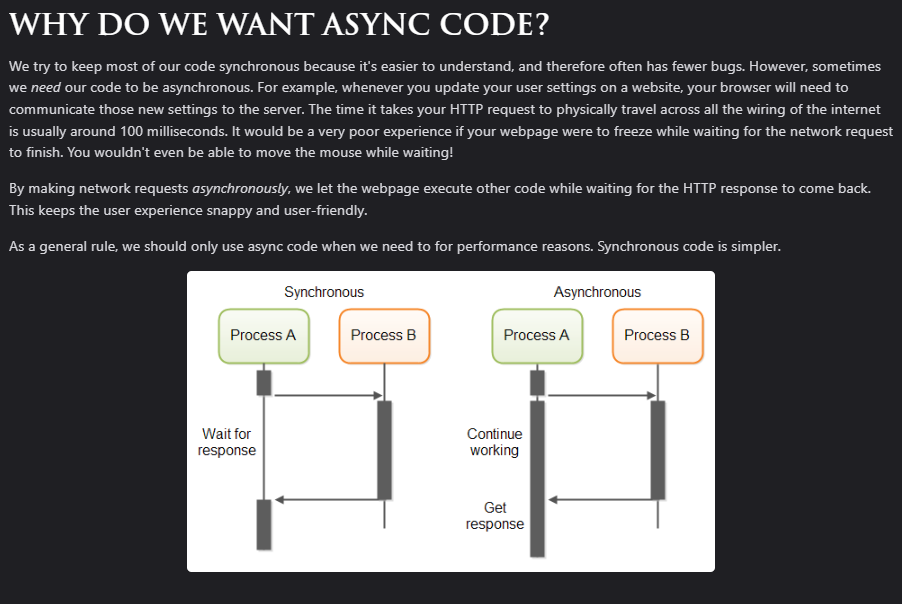 WHY DO WE WANT ASYNC CODE?
We try to keep most of our code synchronous because it's easier to understand, and therefore often has fewer bugs. However, sometimes
we need our code to be asynchronous. For example, whenever you update your user settings on a website, your browser will need to
communicate those new settings to the server. The time it takes your HTTP request to physically travel across all the wiring of the internet
is usually around 100 milliseconds. It would be a very poor experience if your webpage were to freeze while waiting for the network request
to finish. You wouldn't even be able to move the mouse while waiting!
By making network requests asynchronously, we let the webpage execute other code while waiting for the HTTP response to come back.
This keeps the user experience snappy and user-friendly.
As a general rule, we should only use async code when we need to for performance reasons. Synchronous code is simpler.
Synchronous
Process A
Process B
Wait for
response
Asynchronous
Process A
Process B
Continue
working
Get
response